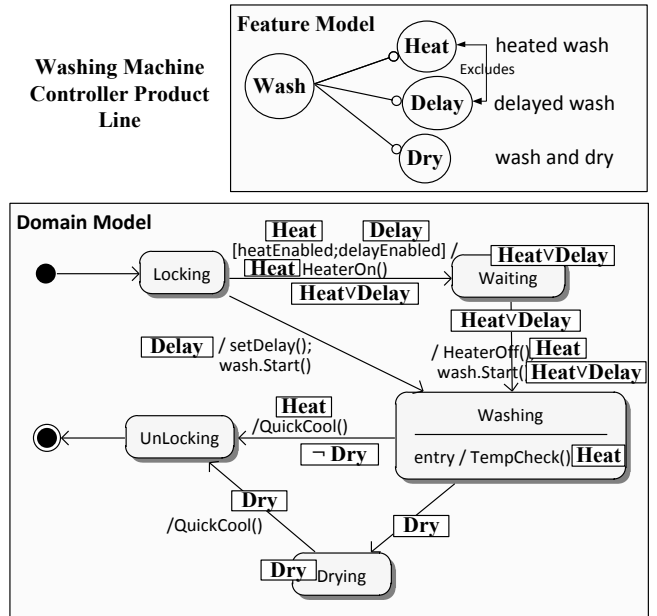 Washing Machine
Controller Product
Line
Feature Model
Wash
Heat
heated wash
Excludes
Delay
delayed wash
Dry
wash and dry
Domain Model
Heat
Delay
[heatEnabled;delayEnabled] /
Heat HeaterOn()
Heat∨Delay
Locking
Heat∨Delay
Waiting
Heat∨Delay
Delay / setDelay();
wash.Start()
/ HeaterOff() Heat
wash.Start() Heat∨Delay
Heat
/QuickCool()
¬ Dry
UnLocking
Washing
entry / TempCheck() Heat
Dry
/QuickCool()
Dry
Dry Drying